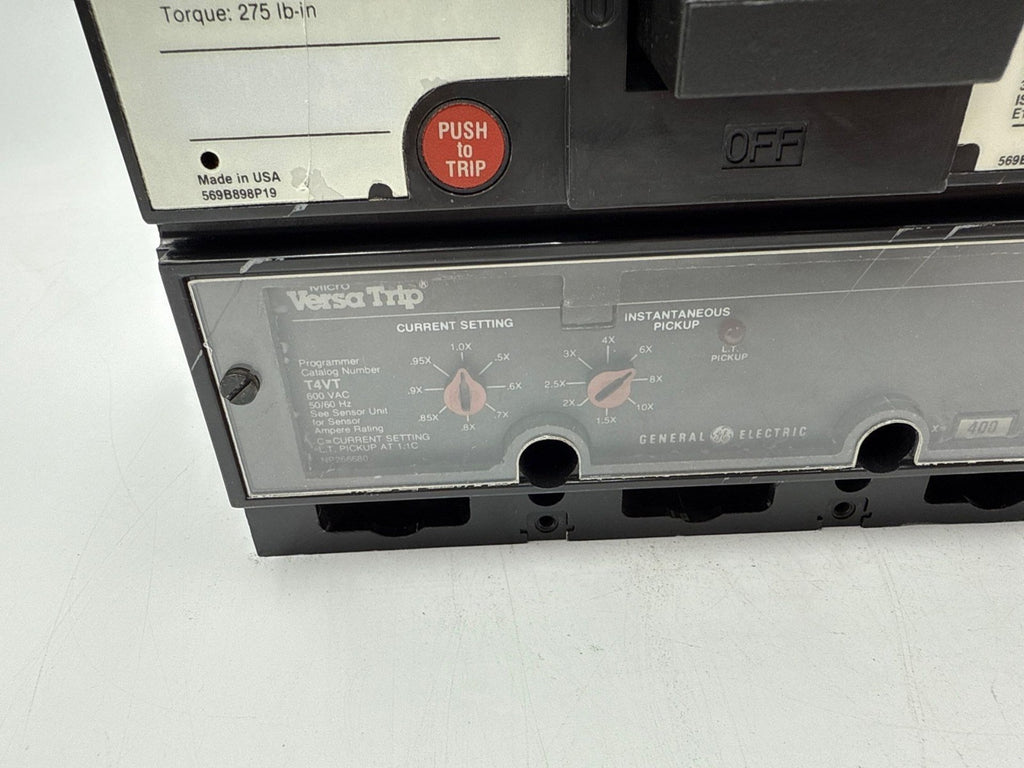 Torque: 275 lb-in
PUSH
to
TRIP
Made in USA
569B898P19
OFF
569B
MICRO
Versa Trip®
CURRENT SETTING
1.0X
.95X
.5X
.9X
.6X
.85X
.7X
.8X
INSTANTANEOUS
PICKUP
4X
3X
6X
2.5X
8X
2X
10X
1.5X
L.T.
PICKUP
Programmer
Catalog Number
T4VT
600 VAC
50/60 Hz
See Sensor Unit
for Sensor
Ampere Rating
C=CURRENT SETTING
L.T. PICKUP AT 1.1C
NP266680
GENERAL GE ELECTRIC
X= 400